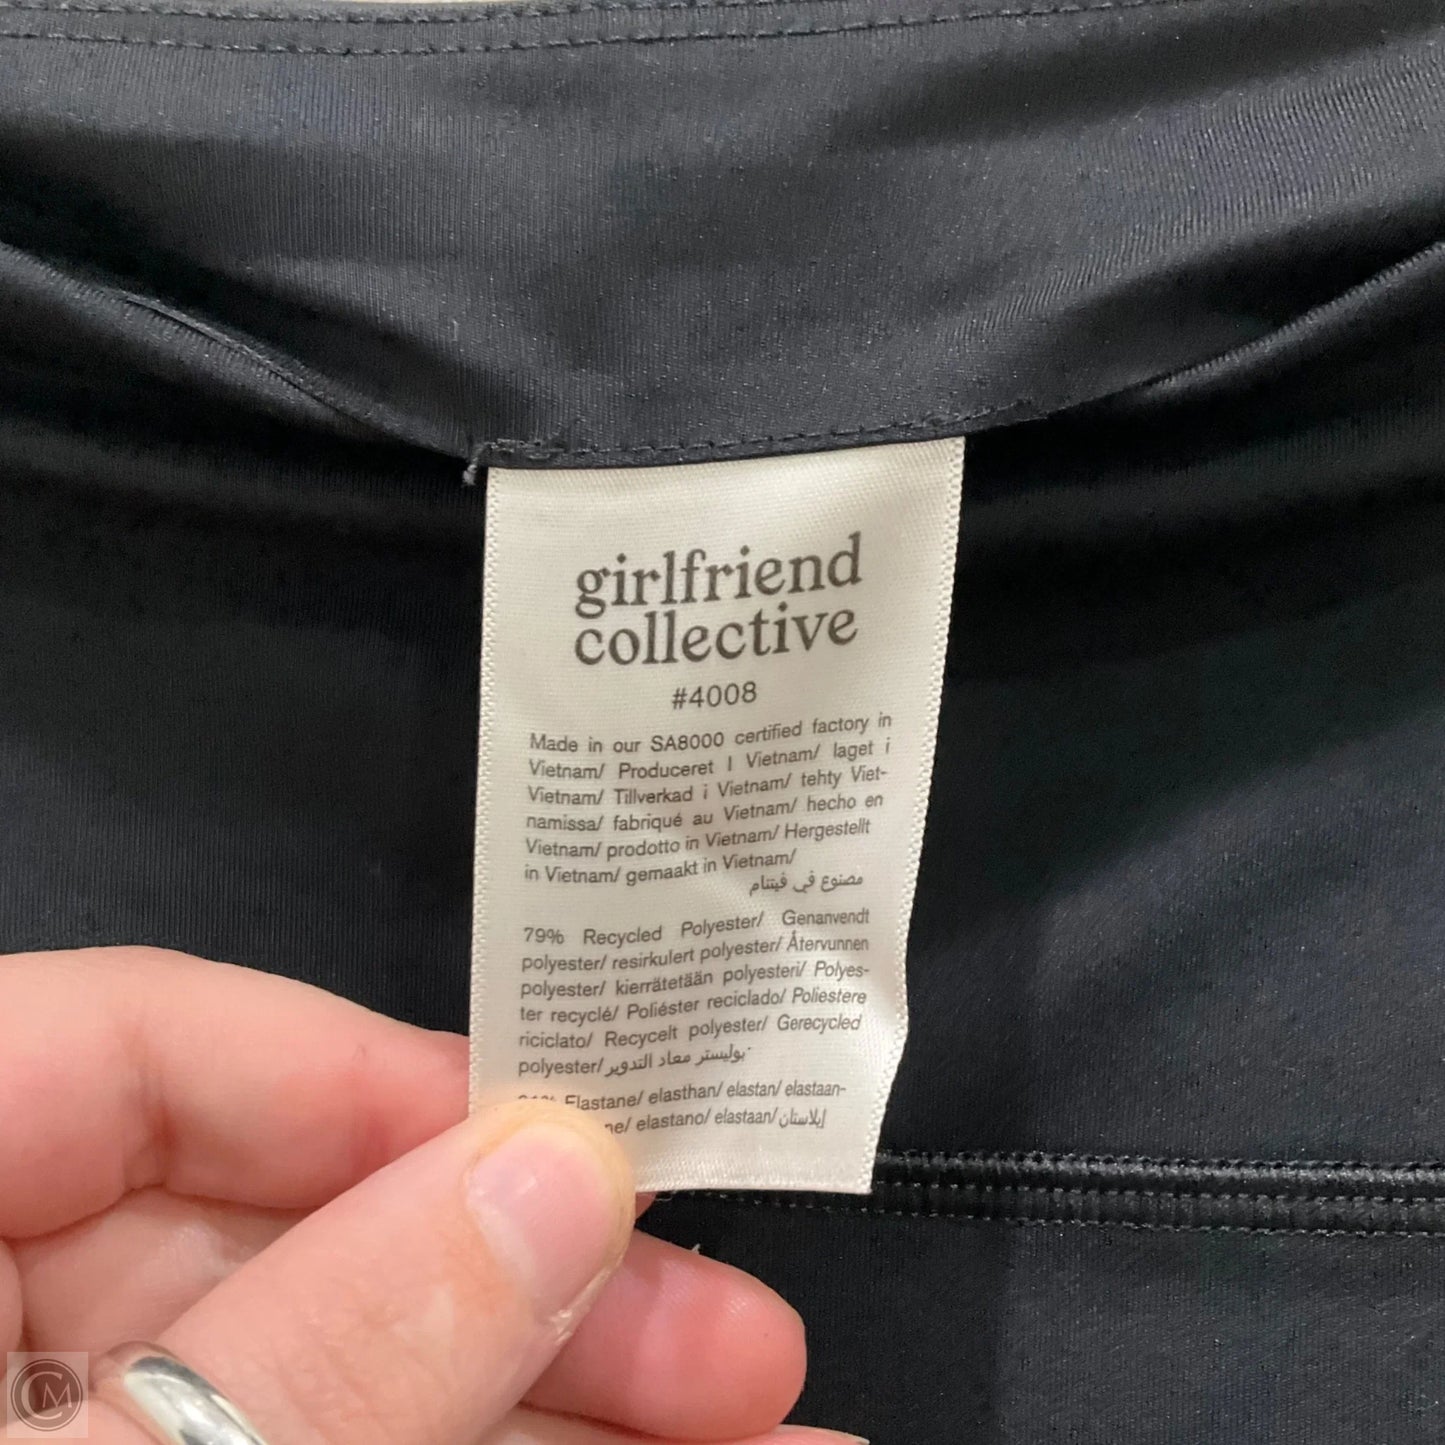 girlfriend
collective
#4008
Made in our SA8000 certified factory in
Vietnam/ Produceret I Vietnam/ laget i
Vietnam/ Tillverkad i Vietnam/ tehty Viet-
namissa/ fabriqué au Vietnam/ hecho en
Vietnam/ prodotto in Vietnam/ Hergestellt
in Vietnam/ gemaakt in Vietnam/
مصنوع في فيتنام
79% Recycled Polyester/ Genanvendt
polyester/ resirkulert polyester/ Återvunnen
polyester/ kierrätetään polyesteri/ Polyes-
ter recyclé/ Poliéster reciclado/ Poliestere
riciclato/ Recycelt polyester/ Gerecycled
polyester/ بوليستر معاد التدوير
Elastane/ elasthan/ elastan/ elastaan-
ne/ elastano/ elastaan/ إيلاستان
CM